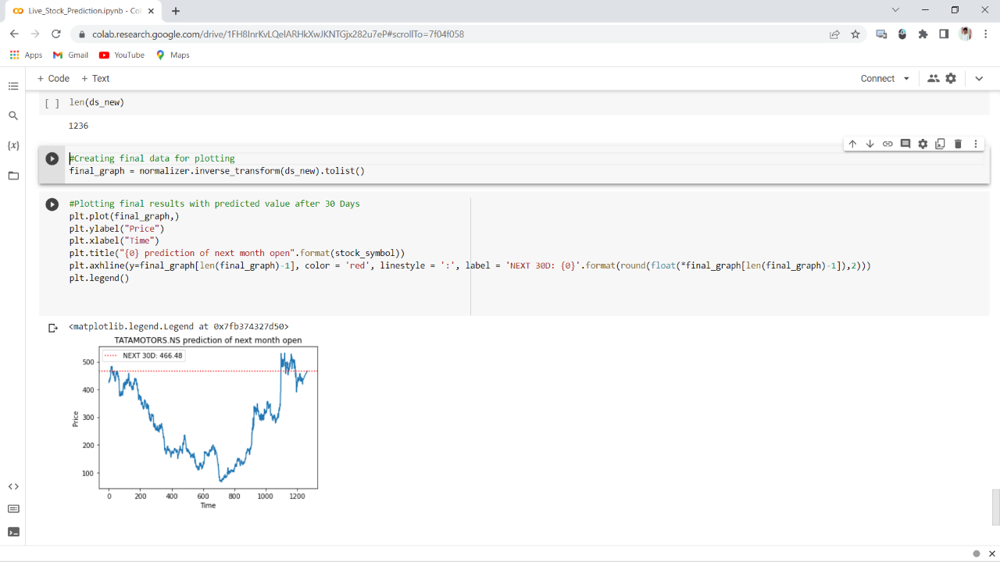 Live_Stock_Prediction.ipynb - Col
colab.research.google.com/drive/1FH8InrKvLQelARHkXwJKNTGjx282u7eP#scrollTo=7f04f058
Apps Gmail YouTube Maps
+ Code + Text Connect
[ ] len(ds_new)
1236
#Creating final data for plotting
final_graph = normalizer.inverse_transform(ds_new).tolist()
#Plotting final results with predicted value after 30 Days
plt.plot(final_graph,)
plt.ylabel("Price")
plt.xlabel("Time")
plt.title("{0} prediction of next month open".format(stock_symbol))
plt.axhline(y=final_graph[len(final_graph)-1], color = 'red', linestyle = ':', label = 'NEXT 30D: {0}'.format(round(float(*final_graph[len(final_graph)-1]),2)))
plt.legend()
<matplotlib.legend.Legend at 0x7fb374327d50>
TATAMOTORS.NS prediction of next month open
NEXT 30D: 466.48
500
400
300
200
100
Price
0 200 400 600 800 1000 1200
Time